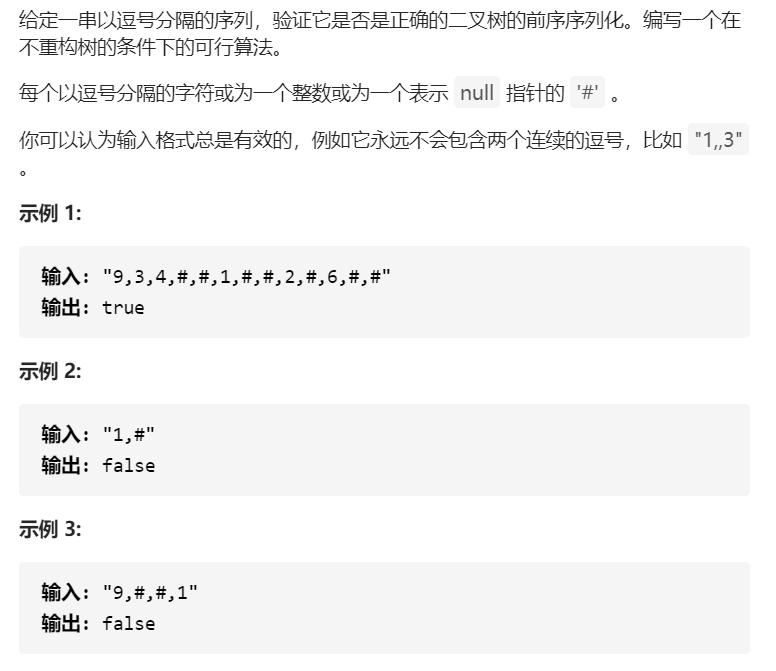 给定一串以逗号分隔的序列，验证它是否是正确的二叉树的前序序列化。编写一个在
不重构树的条件下的可行算法。
每个以逗号分隔的字符或为一个整数或为一个表示 null 指针的 '#' 。
你可以认为输入格式总是有效的，例如它永远不会包含两个连续的逗号，比如 "1,,3"
。
示例 1:
输入: "9,3,4,#,#,1,#,#,2,#,6,#,#"
输出: true
示例 2:
输入: "1,#"
输出: false
示例 3:
输入: "9,#,#,1"
输出: false